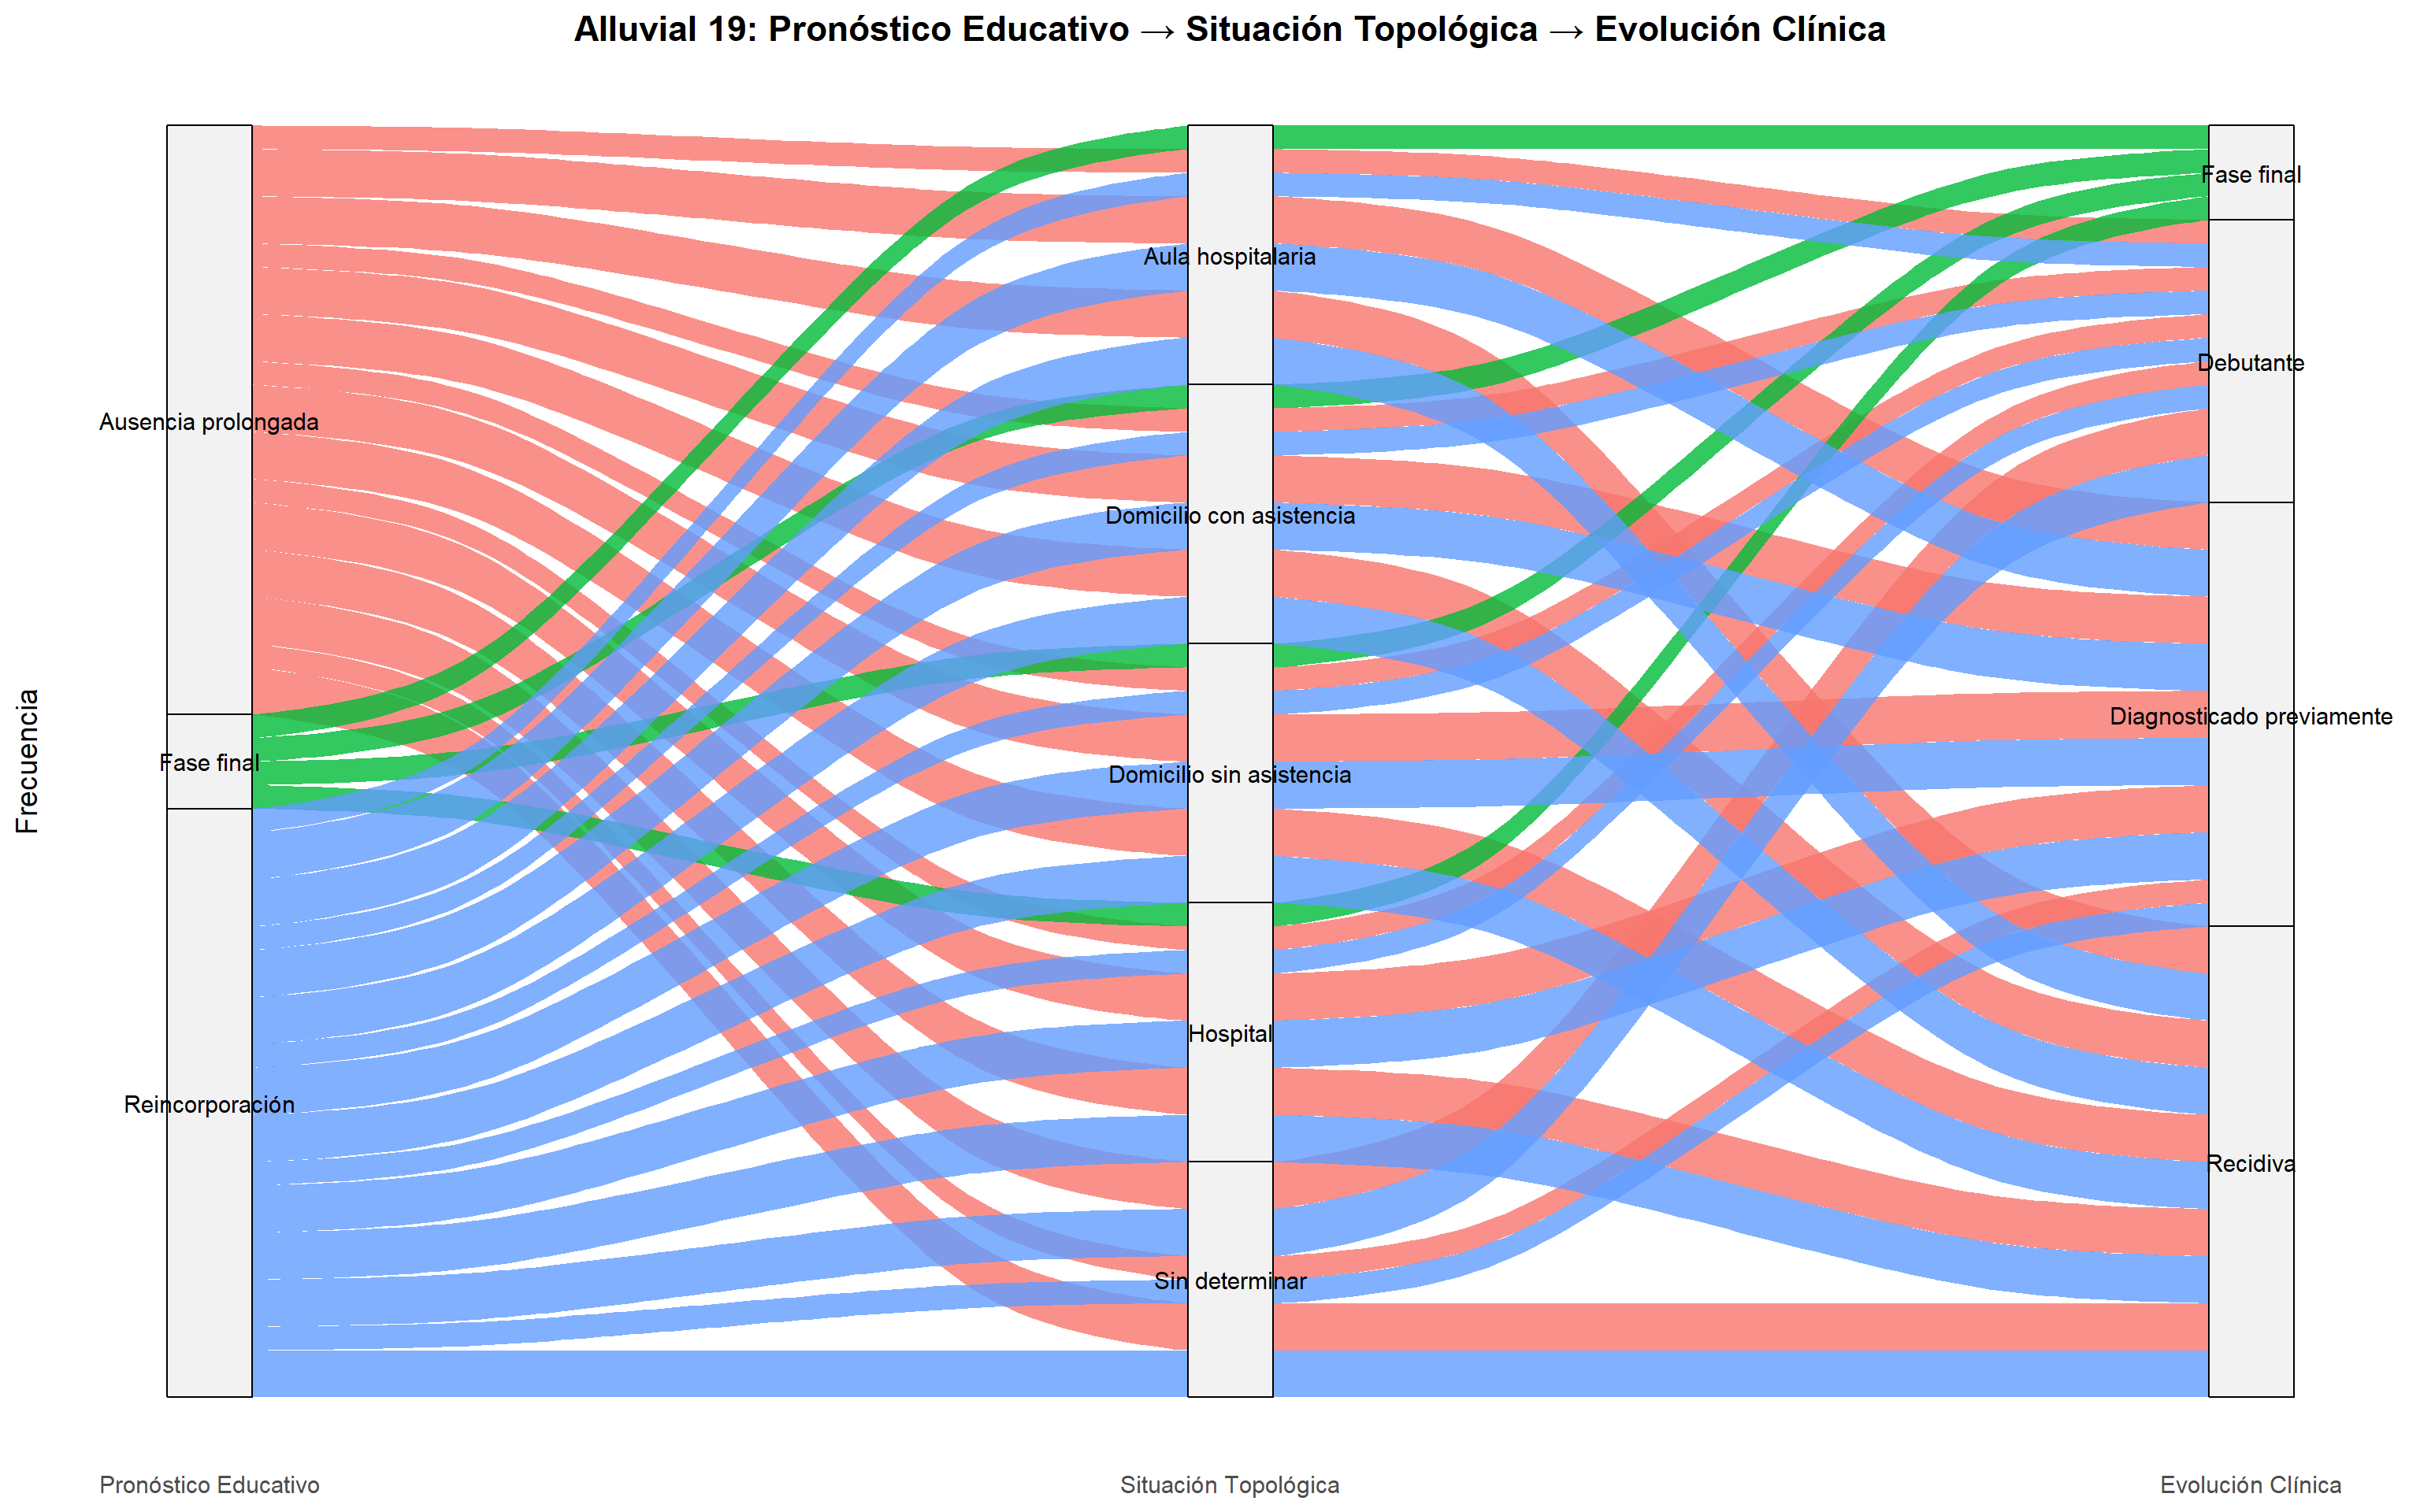 Alluvial 19: Pronóstico Educativo → Situación Topológica → Evolución Clínica
Frecuencia
Ausencia prolongada
Fase final
Reincorporación
Aula hospitalaria
Domicilio con asistencia
Domicilio sin asistencia
Hospital
Sin determinar
Fase final
Debutante
Diagnosticado previamente
Recidiva
Pronóstico Educativo
Situación Topológica
Evolución Clínica